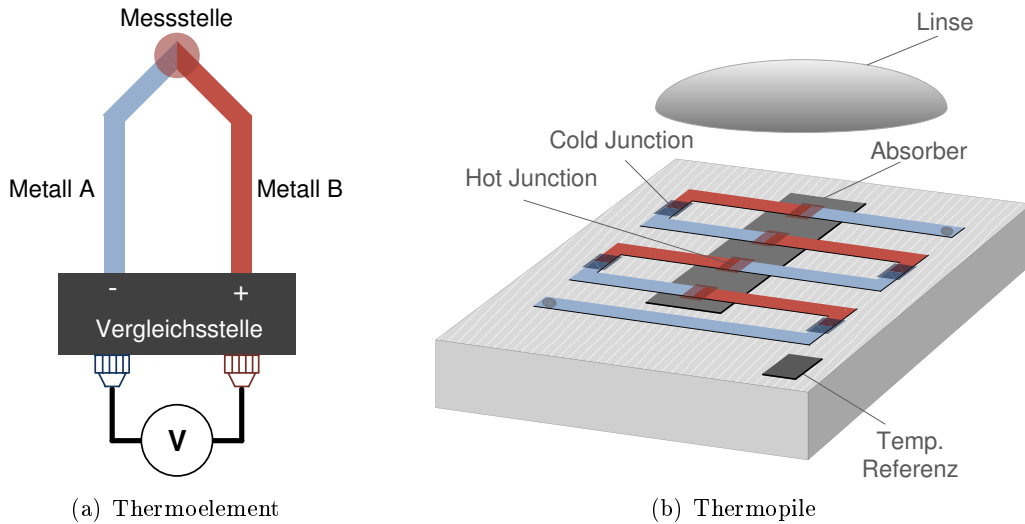 Messstelle
Metall A
Metall B
-
+
Vergleichsstelle
V
(a) Thermoelement
Linse
Cold Junction
Absorber
Hot Junction
Temp.
Referenz
(b) Thermopile